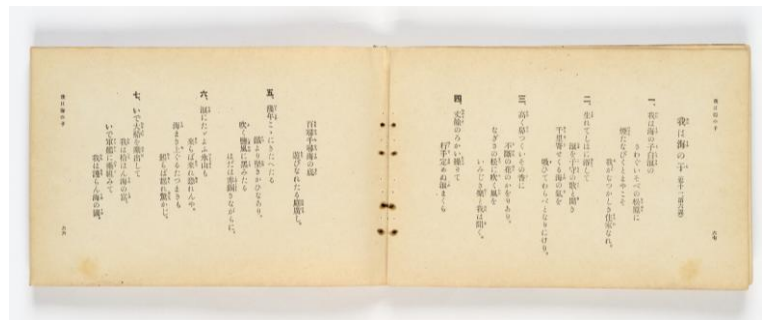 我は海の子
一、我は海の子白浪の
さわぐいそべの松原に
煙たなびくとまやこそ
我がなつかしき住家なれ。
二、生れてしほに浴して
浪を子守の歌と聞き
千里寄せくる海の氣を
吸ひてわらべとなりにけり。
三、高く鼻つくいその香に
不斷の花のかをりあり。
なぎさの松に吹く風を
いみじき樂と我は聞く。
四、丈餘のろかい操りて
行手定めぬ浪まくら
百尋千尋海の底
遊びなれたる庭廣し。
五、幾年こゝにきたへたる
鐵より堅きかひなあり。
吹く鹽風に黑みたる
はだは赤銅さながらに。
六、浪にたゞよふ氷山も
來らば來れ恐れんや。
海まき上ぐるたつまきも
起らば起れ驚かじ。
七、いで大船を乘出して
我は拾はん海の富。
いで軍艦に乘組みて
我は護らん海の國。